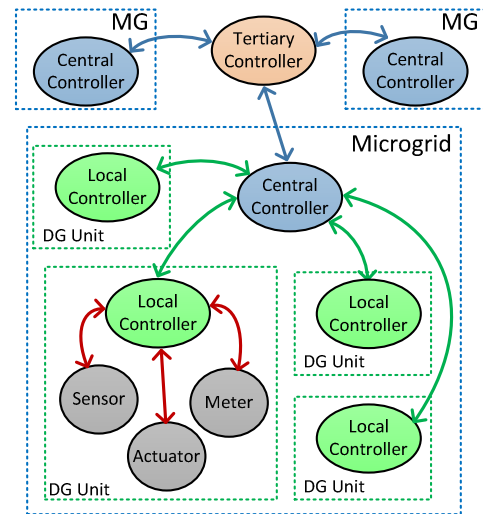 MG
Tertiary
Controller
MG
Central
Controller
Central
Controller
Microgrid
Local
Controller
DG Unit
Central
Controller
Local
Controller
Local
Controller
DG Unit
Sensor
Meter
Actuator
DG Unit
Local
Controller
DG Unit